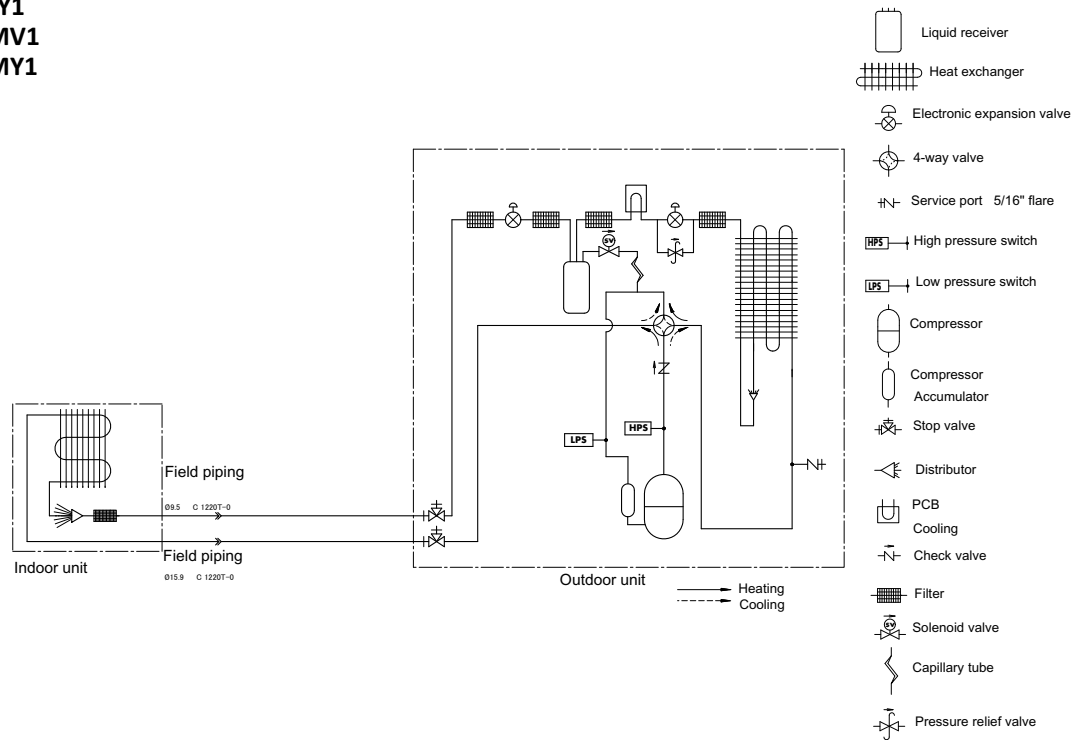 Y1
MV1
MY1
Liquid receiver
Heat exchanger
Electronic expansion valve
4-way valve
Service port 5/16" flare
HPS High pressure switch
LPS Low pressure switch
Compressor
Compressor
Accumulator
Stop valve
Distributor
PCB
Cooling
Check valve
Filter
SV Solenoid valve
Capillary tube
Pressure relief valve
SV
LPS
HPS
Field piping
Ø9.5 C 1220T-0
Field piping
Ø15.9 C 1220T-0
Indoor unit
Outdoor unit
Heating
Cooling